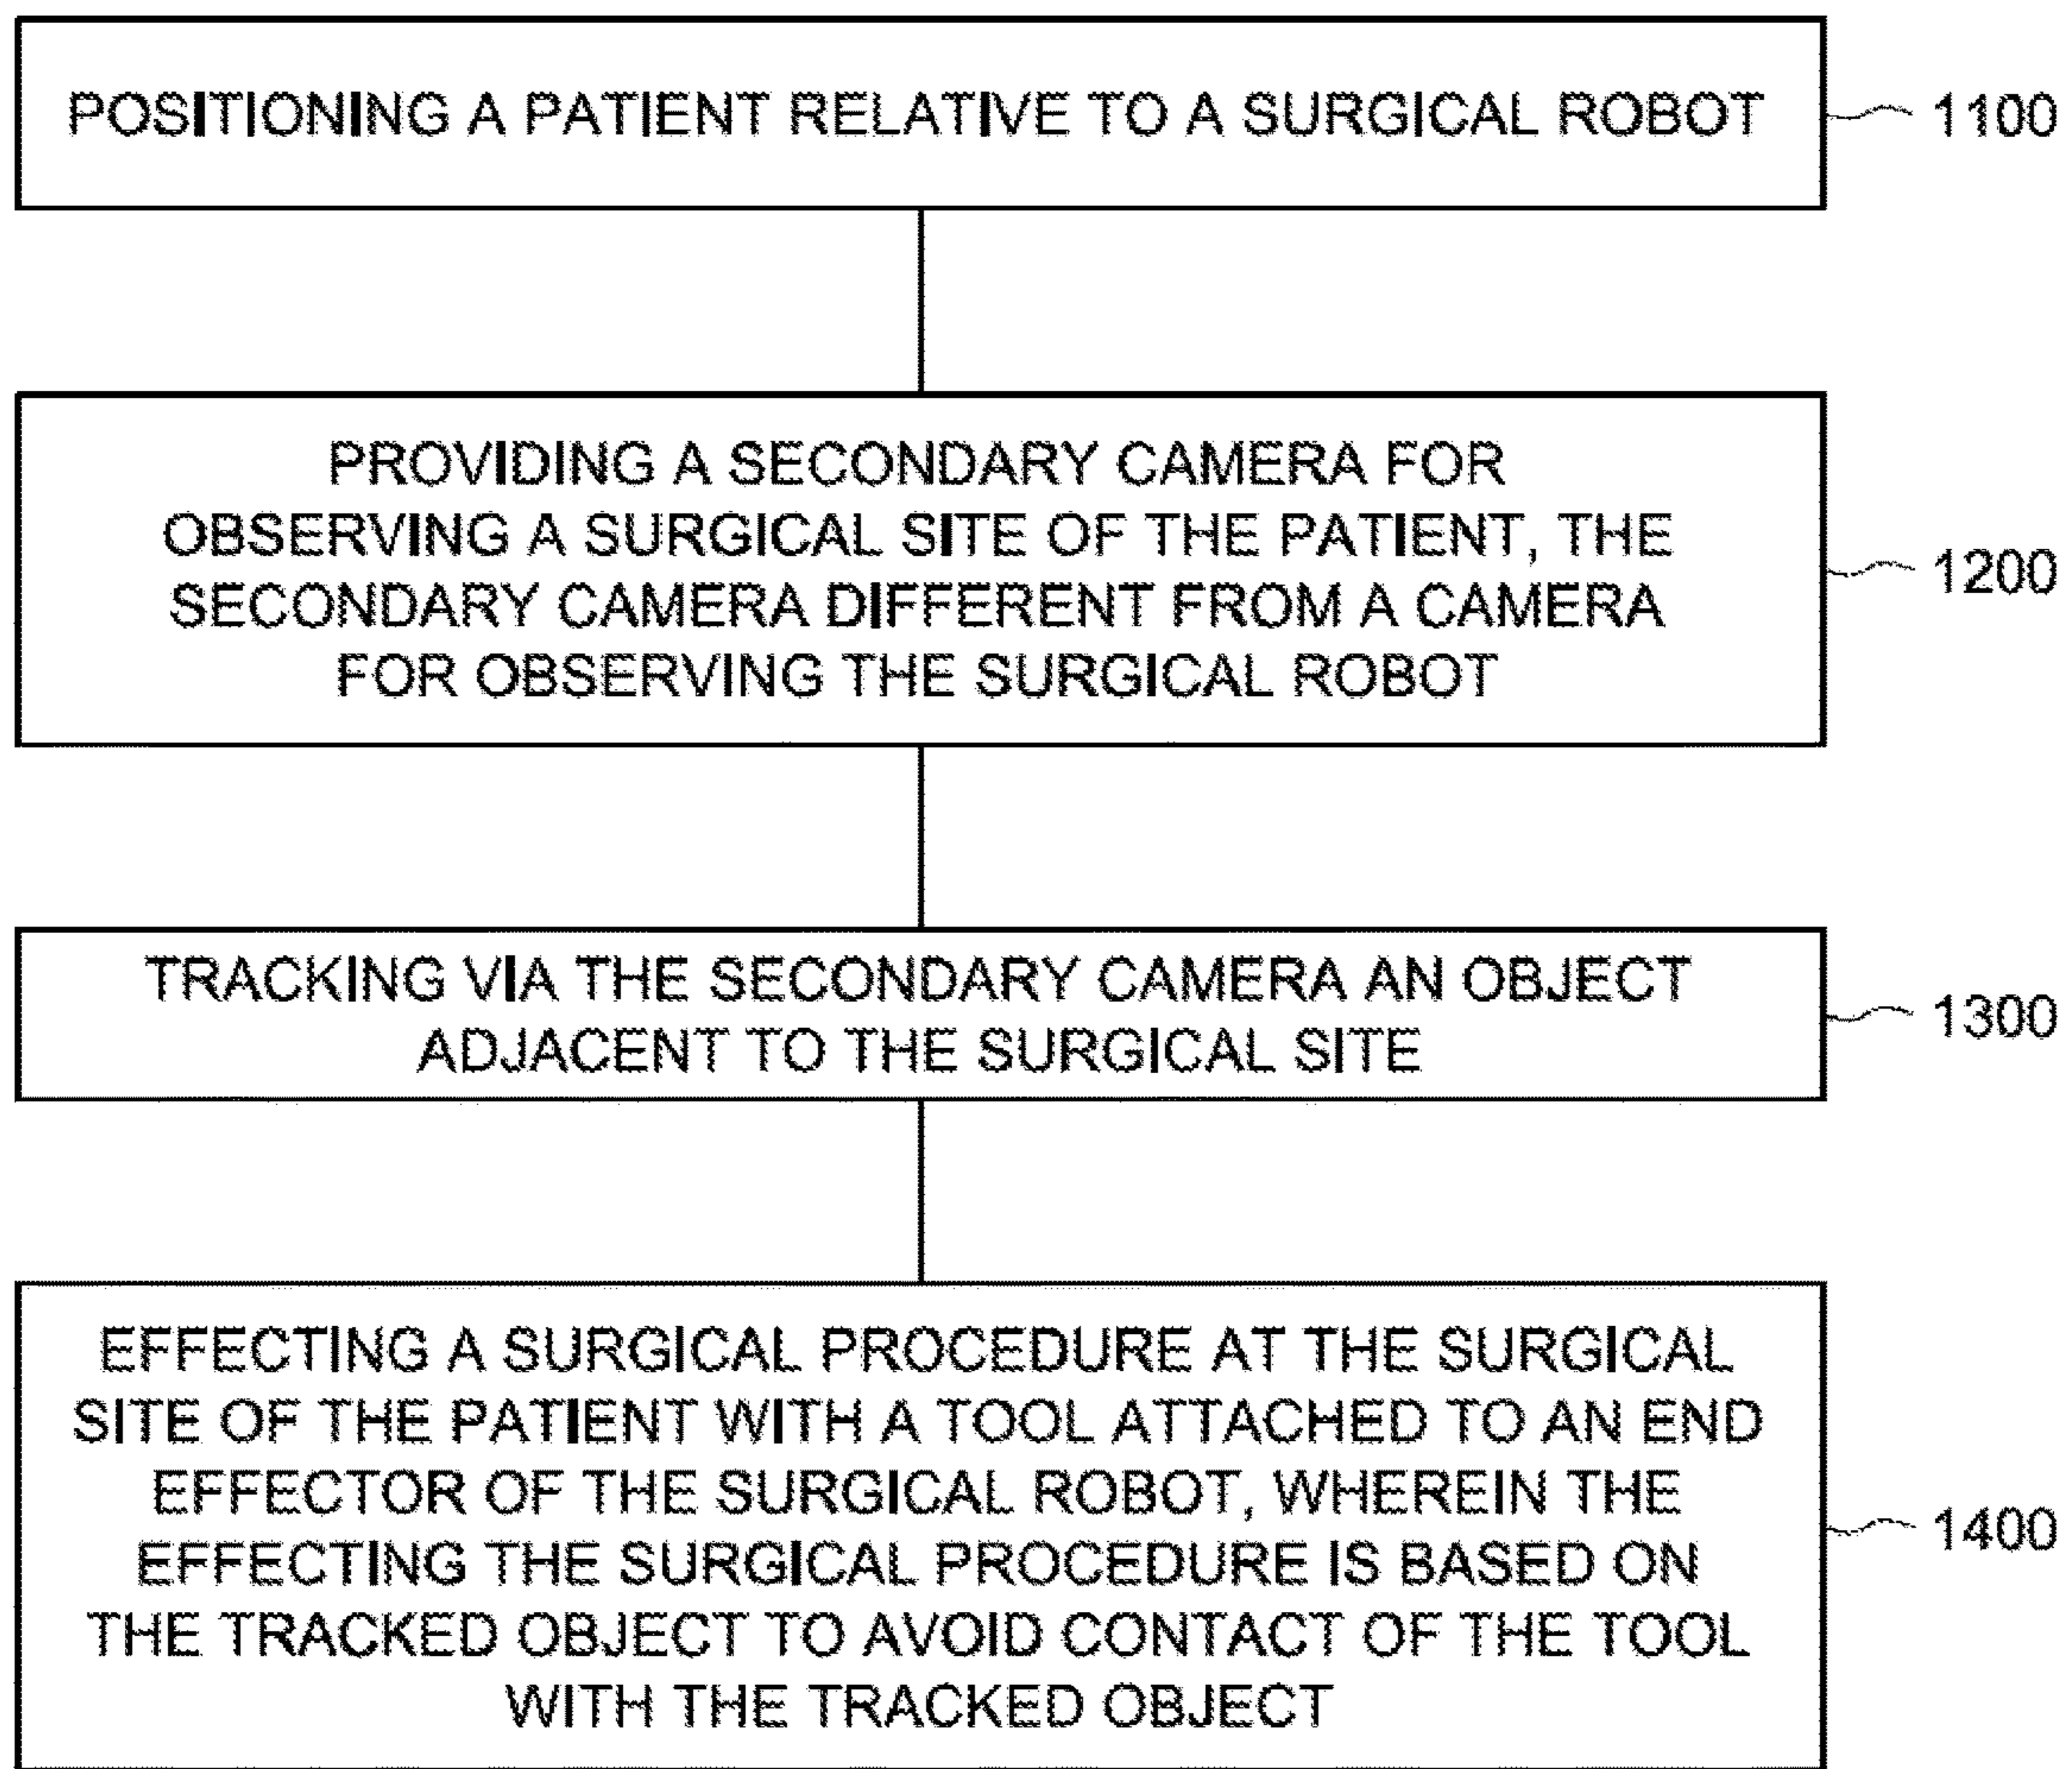 POSITIONING A PATIENT RELATIVE TO A SURGICAL ROBOT
1100
PROVIDING A SECONDARY CAMERA FOR
OBSERVING A SURGICAL SITE OF THE PATIENT, THE
SECONDARY CAMERA DIFFERENT FROM A CAMERA
FOR OBSERVING THE SURGICAL ROBOT
1200
TRACKING VIA THE SECONDARY CAMERA AN OBJECT
ADJACENT TO THE SURGICAL SITE
1300
EFFECTING A SURGICAL PROCEDURE AT THE SURGICAL
SITE OF THE PATIENT WITH A TOOL ATTACHED TO AN END
EFFECTOR OF THE SURGICAL ROBOT, WHEREIN THE
EFFECTING THE SURGICAL PROCEDURE IS BASED ON
THE TRACKED OBJECT TO AVOID CONTACT OF THE TOOL
WITH THE TRACKED OBJECT
1400